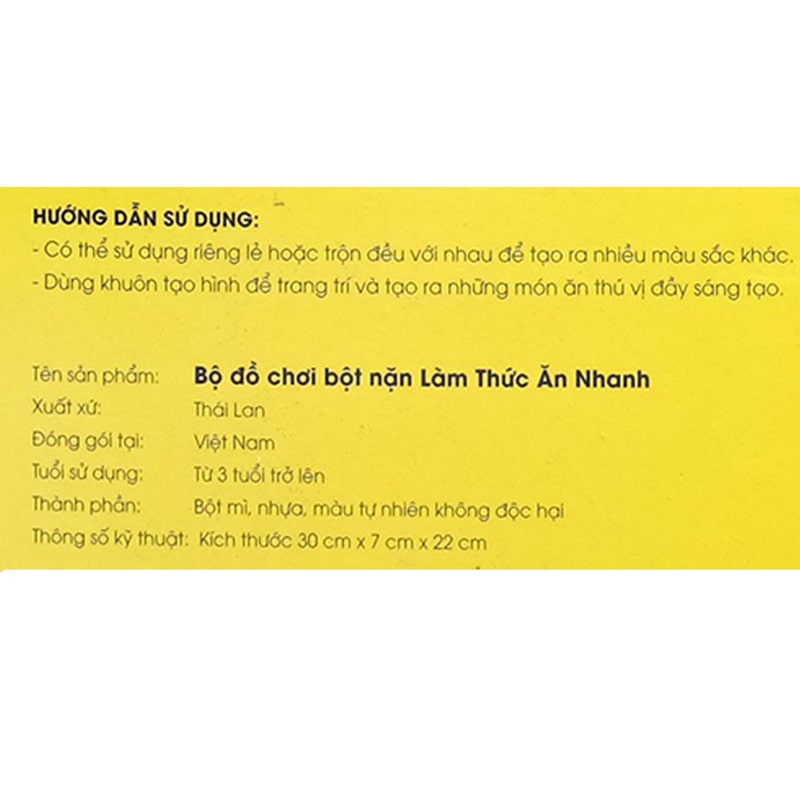 HƯỚNG DẪN SỬ DỤNG:
- Có thể sử dụng riêng lẻ hoặc trộn đều với nhau để tạo ra nhiều màu sắc khác.
- Dùng khuôn tạo hình để trang trí và tạo ra những món ăn thú vị đầy sáng tạo.
Tên sản phẩm: Bộ đồ chơi bột nặn Làm Thức Ăn Nhanh
Xuất xứ: Thái Lan
Đóng gói tại: Việt Nam
Tuổi sử dụng: Từ 3 tuổi trở lên
Thành phần: Bột mì, nhựa, màu tự nhiên không độc hại
Thông số kỹ thuật: Kích thước 30 cm x 7 cm x 22 cm